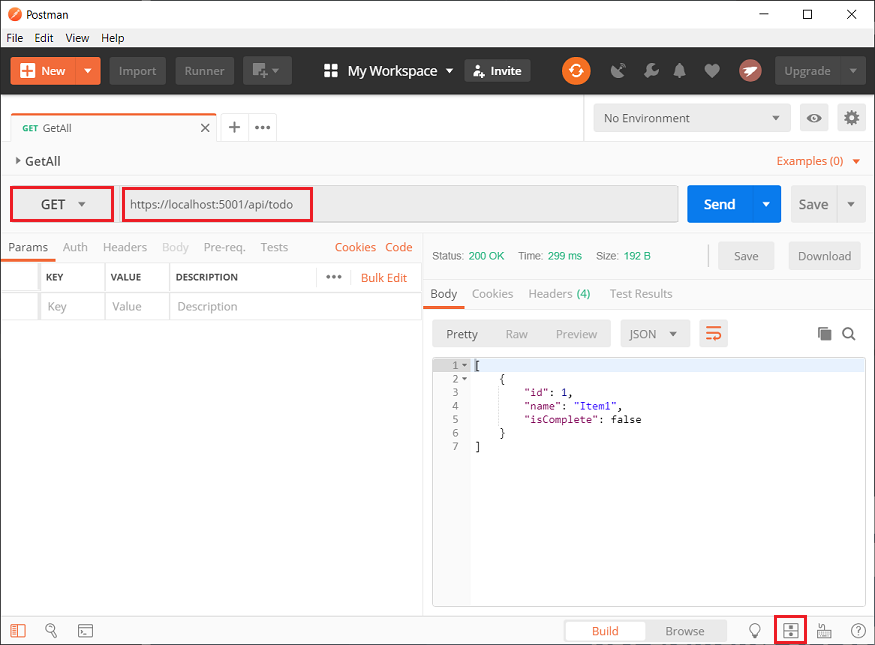 Postman
File Edit View Help
New Import Runner My Workspace Invite Upgrade
GET GetAll No Environment
GetAll Examples (0)
GET https://localhost:5001/api/todo Send Save
Params Auth Headers Body Pre-req. Tests Cookies Code
KEY VALUE DESCRIPTION Bulk Edit
Key Value Description
Status: 200 OK Time: 299 ms Size: 192 B Save Download
Body Cookies Headers (4) Test Results
Pretty Raw Preview JSON
1 [
2 {
3 "id": 1,
4 "name": "Item1",
5 "isComplete": false
6 }
7 ]
Build Browse